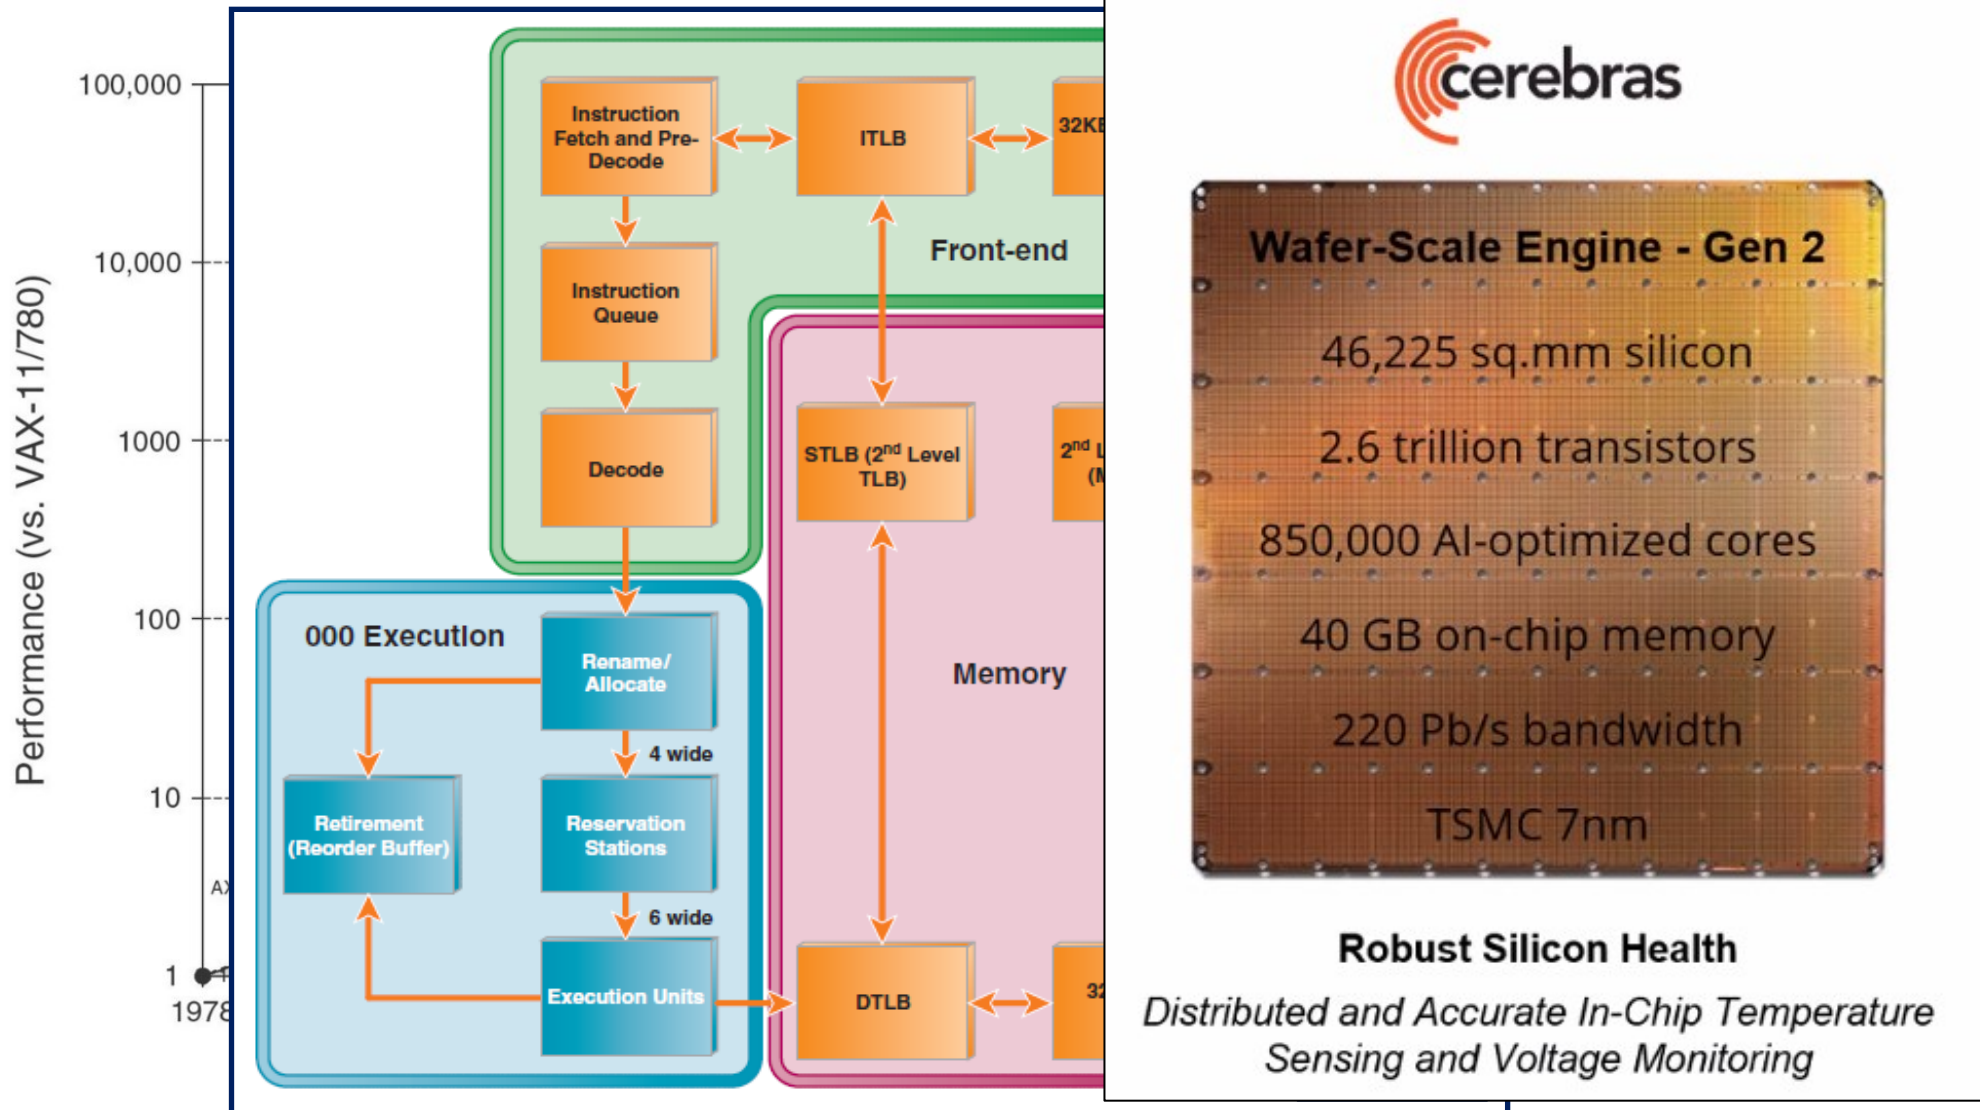 Performance (vs. VAX-11/780)
100,000
10,000
1000
100
10
1
1978
Instruction
Fetch and Pre-
Decode
ITLB
Front-end
Instruction
Queue
Decode
STLB (2nd Level
TLB)
2nd
000 Execution
Rename/
Allocate
4 wide
Memory
Retirement
(Reorder Buffer)
Reservation
Stations
6 wide
Execution Units
DTLB
cerebras
Wafer-Scale Engine - Gen 2
46,225 sq.mm silicon
2.6 trillion transistors
850,000 AI-optimized cores
40 GB on-chip memory
220 Pb/s bandwidth
TSMC 7nm
Robust Silicon Health
Distributed and Accurate In-Chip Temperature
Sensing and Voltage Monitoring